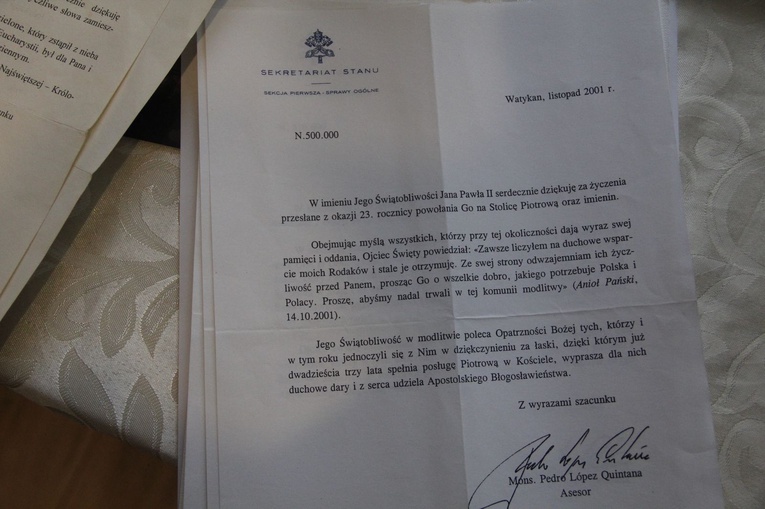 dziękuję
słowa zamiesz-
który zstąpił z nieba
Eucharystii, był dla Pana i
ziennym.
Najświętszej – Królo-
unku
SEKRETARIAT STANU
SEKCJA PIERWSZA - SPRAWY OGÓLNE
Watykan, listopad 2001 r.
N.500.000
W imieniu Jego Świątobliwości Jana Pawła II serdecznie dziękuję za życzenia
przesłane z okazji 23. rocznicy powołania Go na Stolicę Piotrową oraz imienin.
Obejmując myślą wszystkich, którzy przy tej okoliczności dają wyraz swej
pamięci i oddania, Ojciec Święty powiedział: «Zawsze liczyłem na duchowe wspar-
cie moich Rodaków i stale je otrzymuję. Ze swej strony odwzajemniam ich życz-
liwość przed Panem, prosząc Go o wszelkie dobro, jakiego potrzebuje Polska i
Polacy. Proszę, abyśmy nadal trwali w tej komunii modlitwy» (Anioł Pański,
14.10.2001).
Jego Świątobliwość w modlitwie poleca Opatrzności Bożej tych, którzy i
w tym roku jednoczyli się z Nim w dziękczynieniu za łaski, dzięki którym już
dwadzieścia trzy lata spełnia posługę Piotrową w Kościele, wyprasza dla nich
duchowe dary i z serca udziela Apostolskiego Błogosławieństwa.
Z wyrazami szacunku
Mons. Pedro López Quintana
Asesor